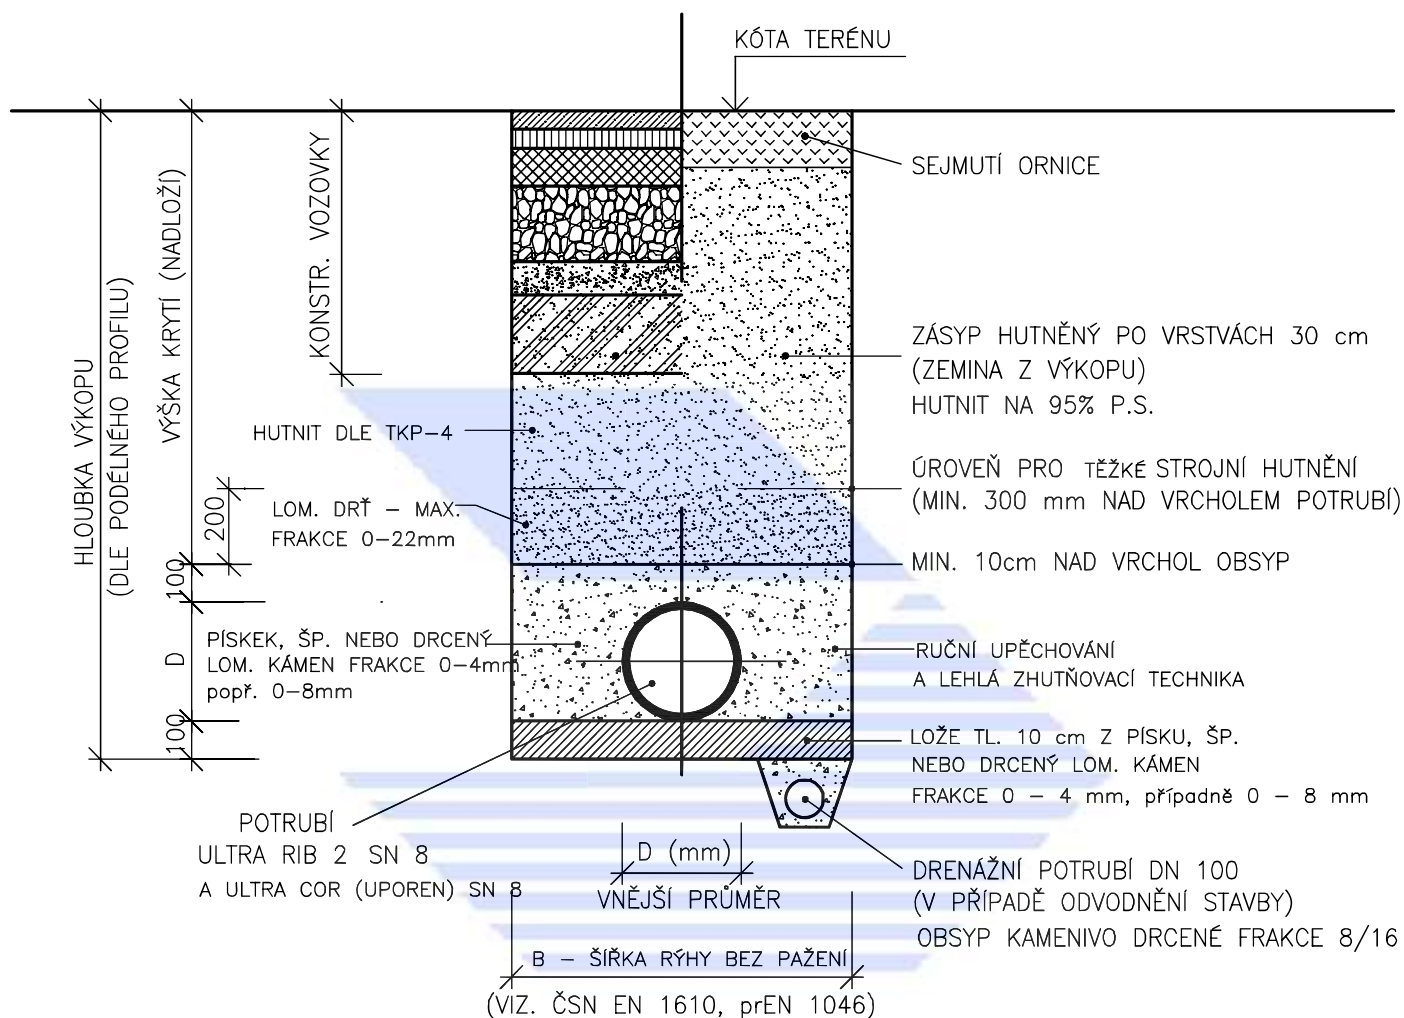 KÓTA TERÉNU
SEJMUTÍ ORNICE
HLOUBKA VÝKOPU
(DLE PODÉLNÉHO PROFILU)
VÝŠKA KRYTÍ (NADLOŽÍ)
KONSTR. VOZOVKY
ZÁSYP HUTNĚNÝ PO VRSTVÁCH 30 cm
(ZEMINA Z VÝKOPU)
HUTNIT NA 95% P.S.
HUTNIT DLE TKP-4
ÚROVEŇ PRO TĚŽKÉ STROJNÍ HUTNĚNÍ
(MIN. 300 mm NAD VRCHOLEM POTRUBÍ)
200
LOM. DRŤ – MAX.
FRAKCE 0-22mm
MIN. 10cm NAD VRCHOL OBSYP
100
D
100
PÍSKEK, ŠP. NEBO DRCENÝ
LOM. KÁMEN FRAKCE 0-4mm
popř. 0-8mm
RUČNÍ UPĚCHOVÁNÍ
A LEHLÁ ZHUTŇOVACÍ TECHNIKA
LOŽE TL. 10 cm Z PÍSKU, ŠP.
NEBO DRCENÝ LOM. KÁMEN
FRAKCE 0 – 4 mm, případně 0 – 8 mm
POTRUBÍ
ULTRA RIB 2 SN 8
A ULTRA COR (UPOREN) SN 8
D (mm)
VNĚJŠÍ PRŮMĚR
DRENÁŽNÍ POTRUBÍ DN 100
(V PŘÍPADĚ ODVODNĚNÍ STAVBY)
OBSYP KAMENIVO DRCENÉ FRAKCE 8/16
B – ŠÍŘKA RÝHY BEZ PAŽENÍ
(VIZ. ČSN EN 1610, prEN 1046)